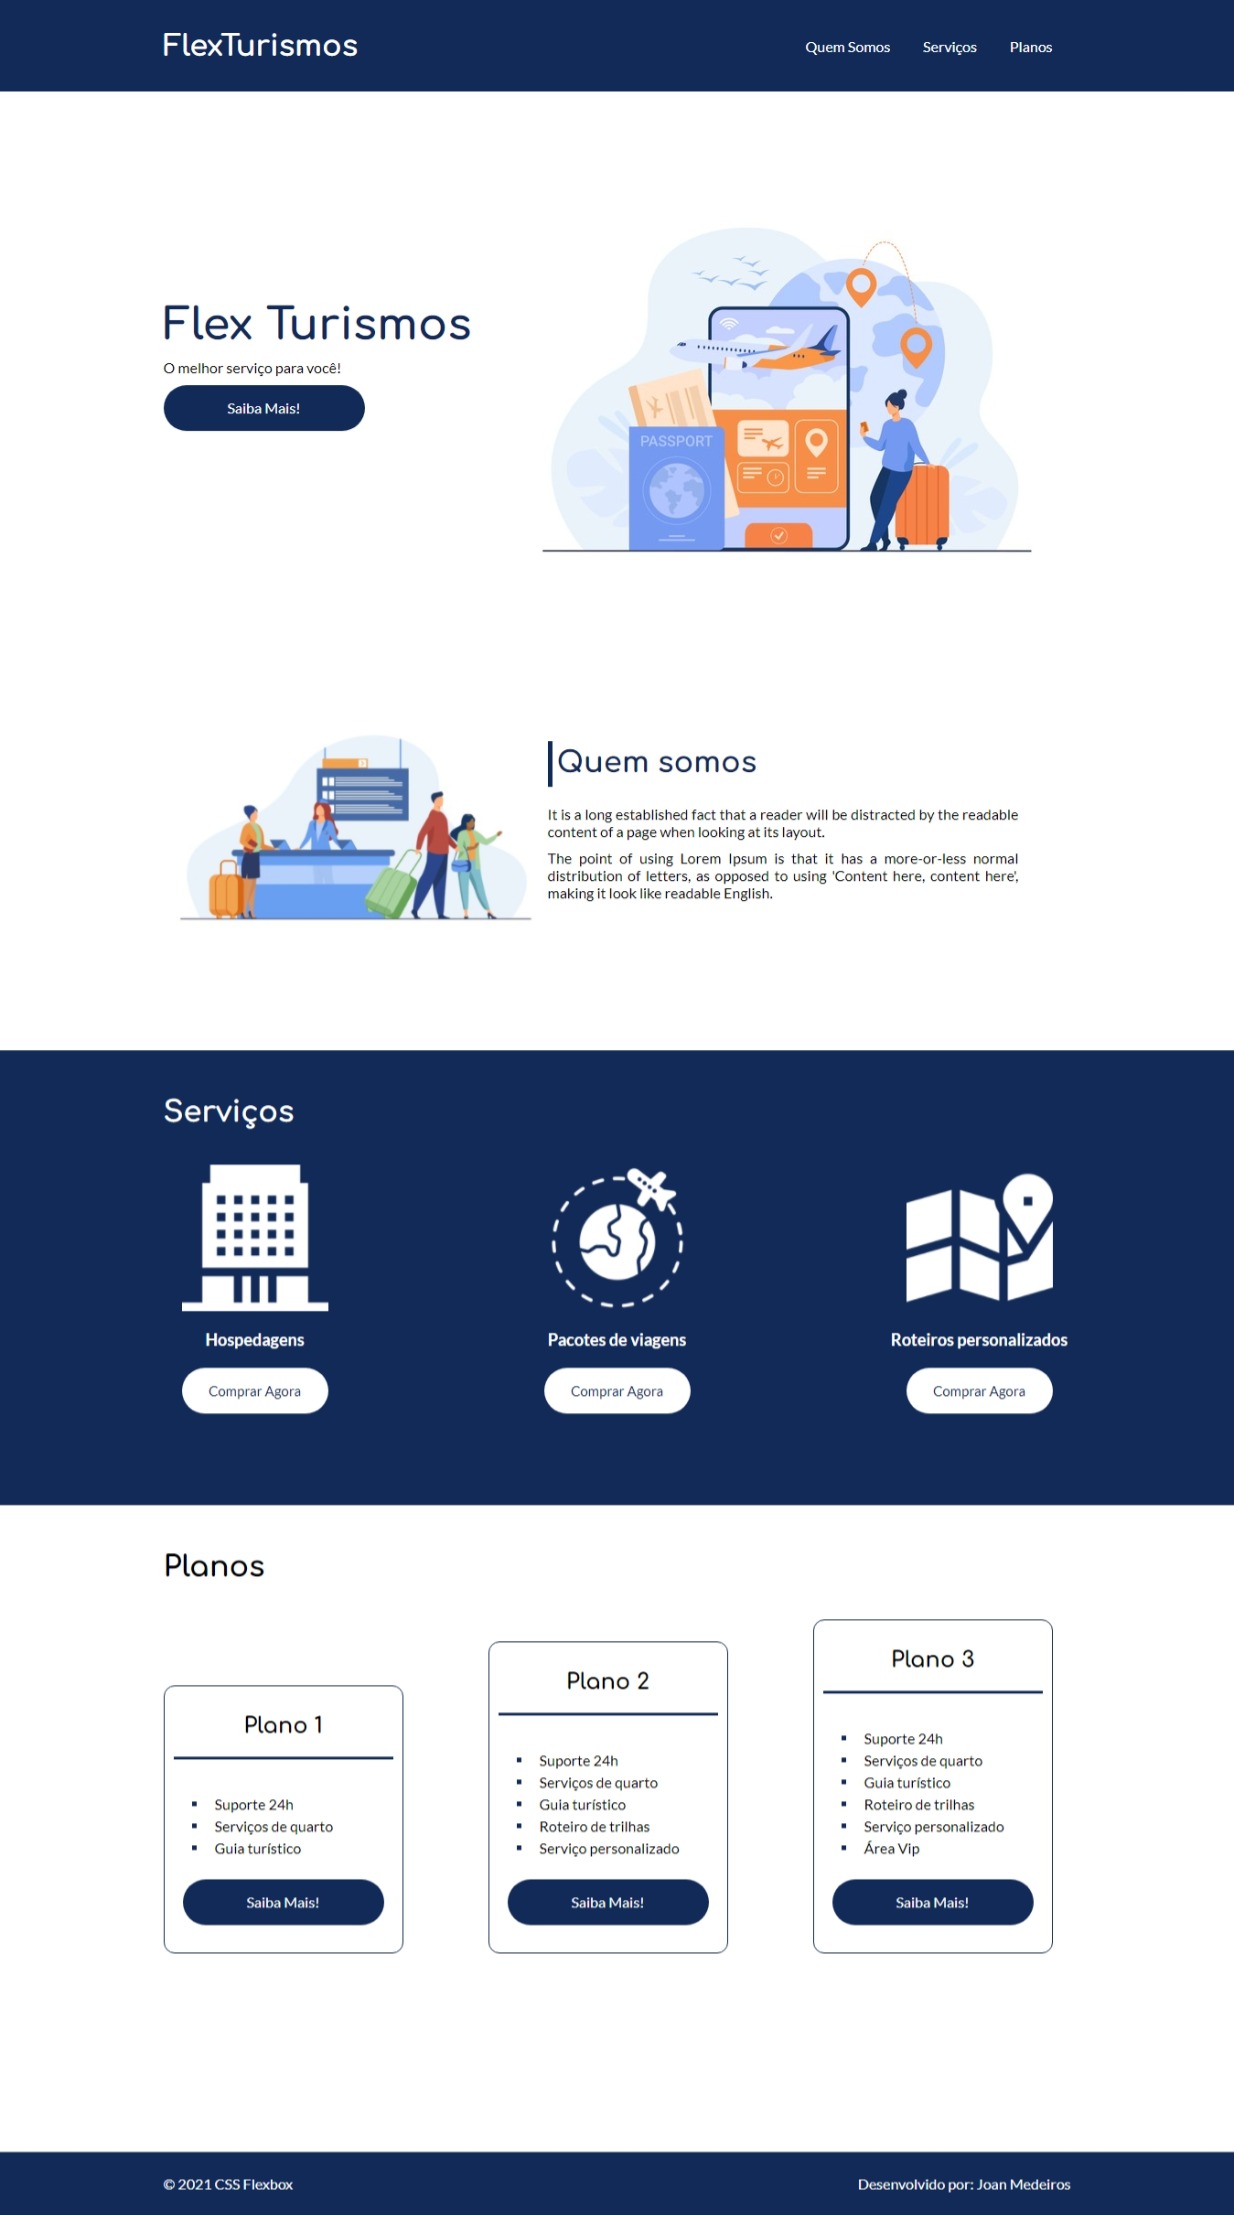 FlexTurismos
Quem Somos Serviços Planos
Flex Turismos
O melhor serviço para você!
Saiba Mais!
PASSPORT
Quem somos
It is a long established fact that a reader will be distracted by the readable
content of a page when looking at its layout.
The point of using Lorem Ipsum is that it has a more-or-less normal
distribution of letters, as opposed to using 'Content here, content here',
making it look like readable English.
Serviços
Hospedagens
Comprar Agora
Pacotes de viagens
Comprar Agora
Roteiros personalizados
Comprar Agora
Planos
Plano 1
Suporte 24h
Serviços de quarto
Guia turístico
Saiba Mais!
Plano 2
Suporte 24h
Serviços de quarto
Guia turístico
Roteiro de trilhas
Serviço personalizado
Saiba Mais!
Plano 3
Suporte 24h
Serviços de quarto
Guia turístico
Roteiro de trilhas
Serviço personalizado
Área Vip
Saiba Mais!
© 2021 CSS Flexbox
Desenvolvido por: Joan Medeiros